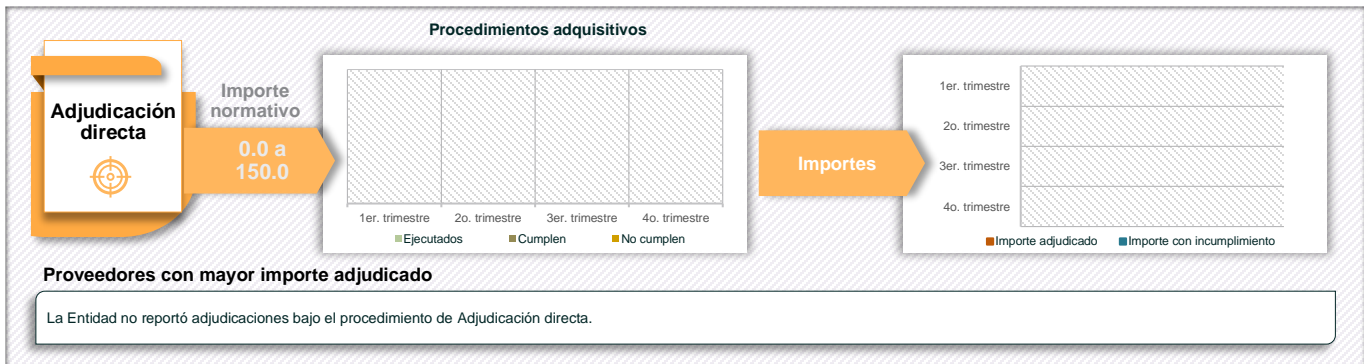 Procedimientos adquisitivos
Adjudicación
directa
Importe
normativo
0.0 a
150.0
1er. trimestre
2o. trimestre
3er. trimestre
4o. trimestre
Ejecutados
Cumplen
No cumplen
Importes
1er. trimestre
2o. trimestre
3er. trimestre
4o. trimestre
Importe adjudicado
Importe con incumplimiento
Proveedores con mayor importe adjudicado
La Entidad no reportó adjudicaciones bajo el procedimiento de Adjudicación directa.